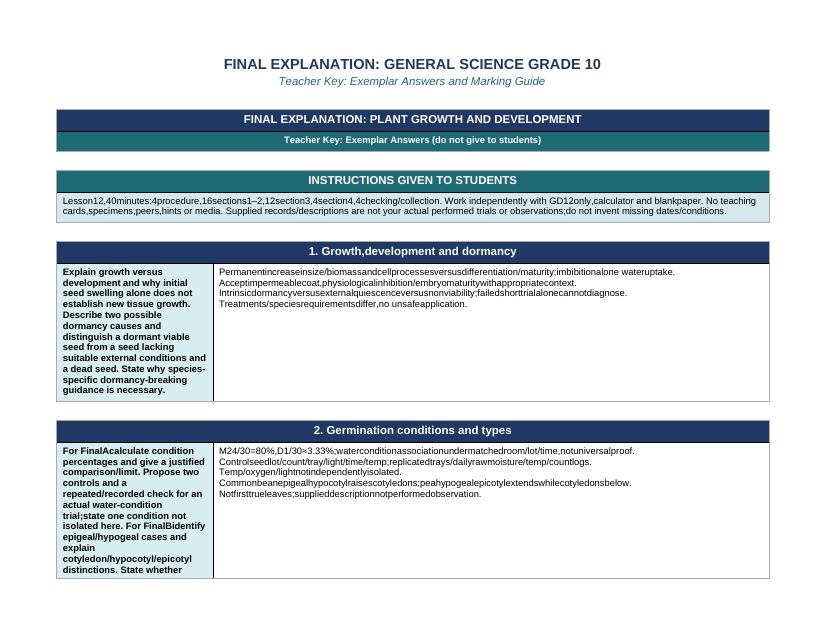 FINAL EXPLANATION: GENERAL SCIENCE GRADE 10
Teacher Key: Exemplar Answers and Marking Guide
FINAL EXPLANATION: PLANT GROWTH AND DEVELOPMENT
Teacher Key: Exemplar Answers (do not give to students)
INSTRUCTIONS GIVEN TO STUDENTS
Lesson12,40minutes:4procedure,16sections1–2,12section3,4section4,4checking/collection. Work independently with GD12only,calculator and blankpaper. No teaching
cards,specimens,peers,hints or media. Supplied records/descriptions are not your actual performed trials or observations;do not invent missing dates/conditions.
1. Growth,development and dormancy
Explain growth versus
development and why initial
seed swelling alone does not
establish new tissue growth.
Describe two possible
dormancy causes and
distinguish a dormant viable
seed from a seed lacking
suitable external conditions and
a dead seed. State why species-
specific dormancy-breaking
guidance is necessary.
Permanentincreaseinsize/biomassandcellprocessesversusdifferentiation/maturity;imbibitionalone wateruptake.
Acceptimpermeablecoat,physiologicalinhibition/embryomaturitywithappropriatecontext.
Intrinsicdormancyversusexternalquiescenceversusnonviability;failedshorttrialalonecannotdiagnose.
Treatments/speciesrequirementsdiffer,no unsafeapplication.
2. Germination conditions and types
For FinalAcalculate condition
percentages and give a justified
comparison/limit. Propose two
controls and a
repeated/recorded check for an
actual water-condition
trial;state one condition not
isolated here. For FinalBidentify
epigeal/hypogeal cases and
explain
cotyledon/hypocotyl/epicotyl
distinctions. State whether
M24/30=80%,D1/30≈3.33%;waterconditionassociationundermatchedroom/lot/time,notuniversalproof.
Controlseedlot/count/tray/light/time/temp;replicatedtrays/dailyrawmoisture/temp/countlogs.
Temp/oxygen/lightnotindependentlyisolated.
Commonbeanepigealhypocotylraisescotyledons;peahypogealepicotylextendswhilecotyledonsbelow.
Notfirsttrueleaves;supplieddescriptionnotperformedobservation.